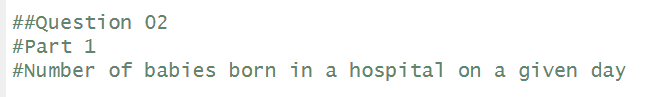 ##Question 02
#Part 1
#Number of babies born in a hospital on a given day